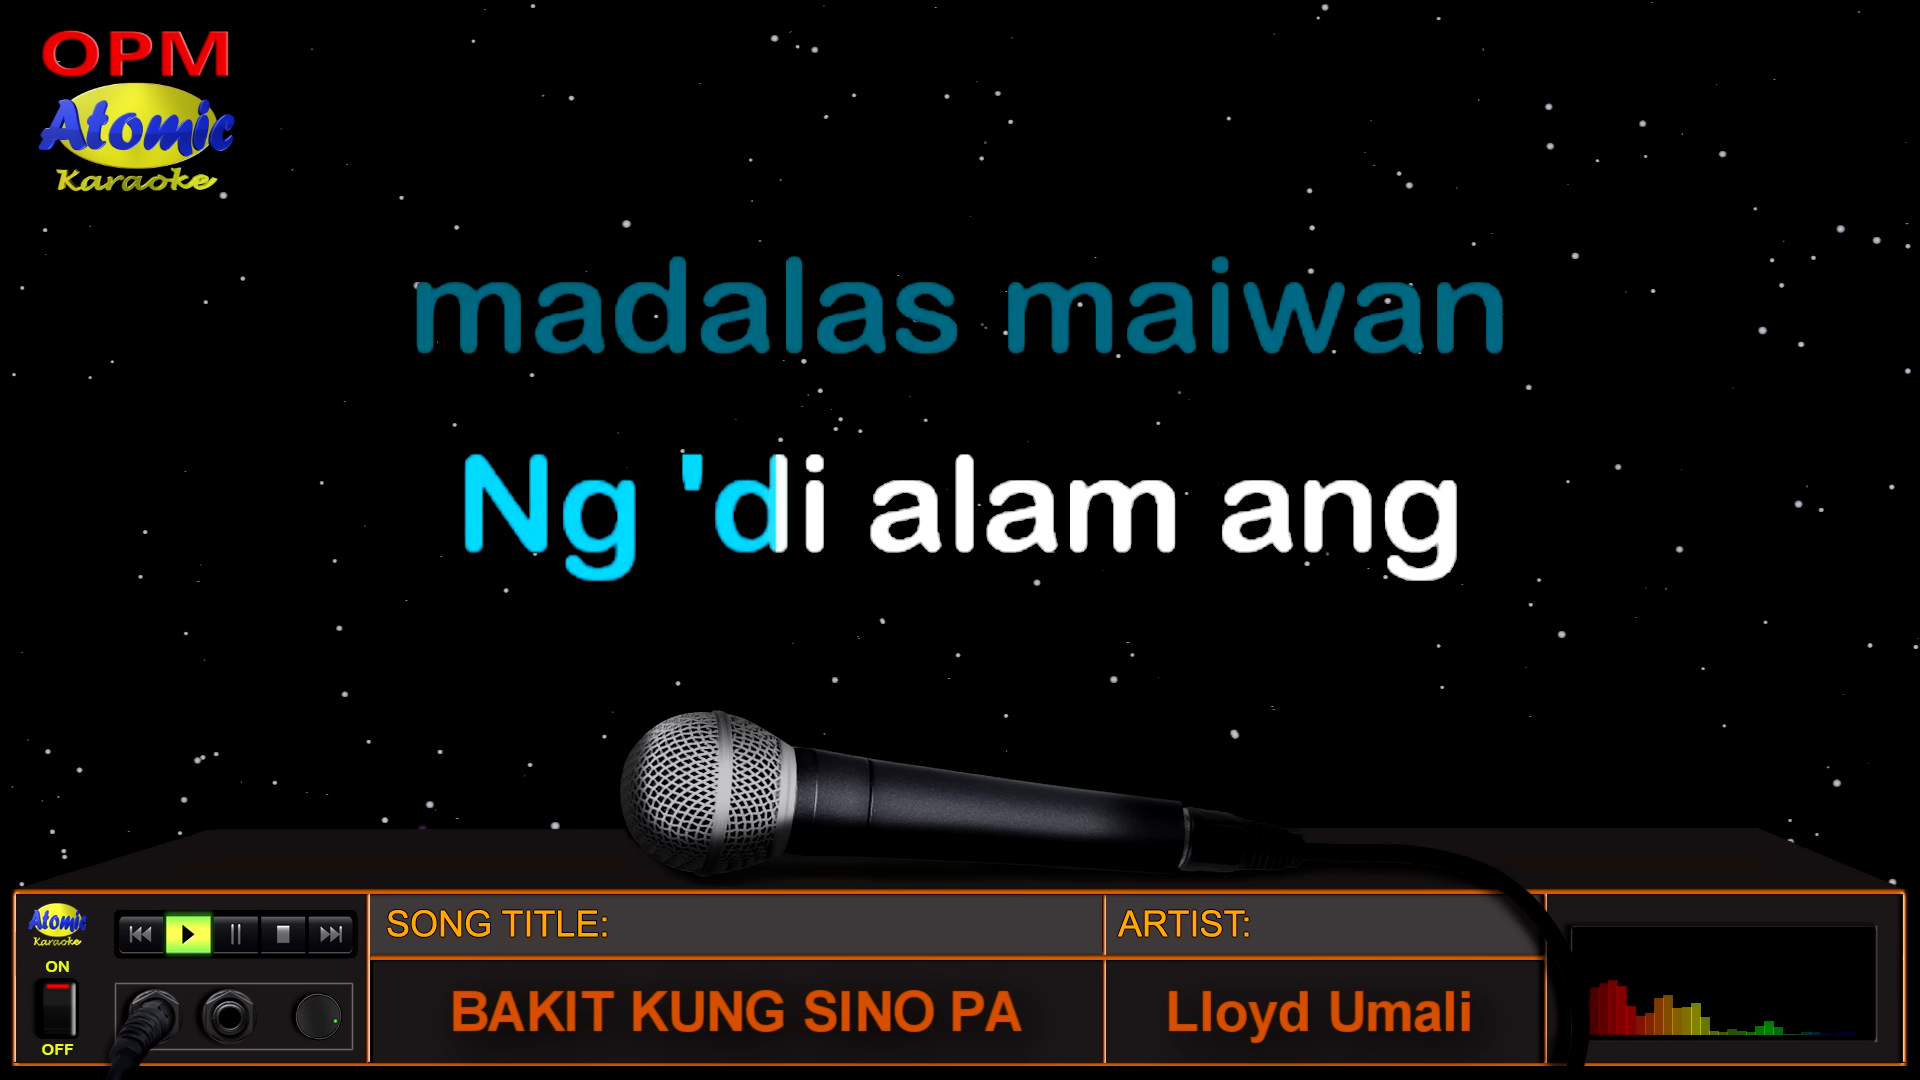 OPM
Atomic
Karaoke
madalas maiwan
Ng 'di alam ang
Atomic
Karaoke
ON
OFF
SONG TITLE:
ARTIST:
BAKIT KUNG SINO PA
Lloyd Umali